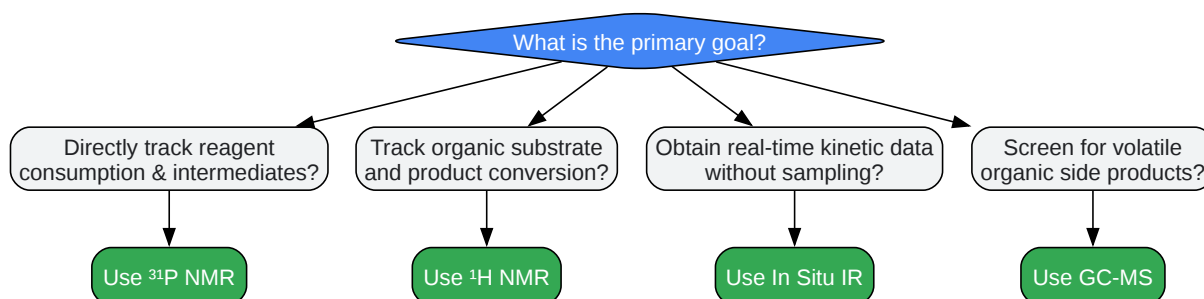 What is the primary goal?
Directly track reagent
consumption & intermediates?
Track organic substrate
and product conversion?
Obtain real-time kinetic data
without sampling?
Screen for volatile
organic side products?
Use ³¹P NMR
Use ¹H NMR
Use In Situ IR
Use GC-MS